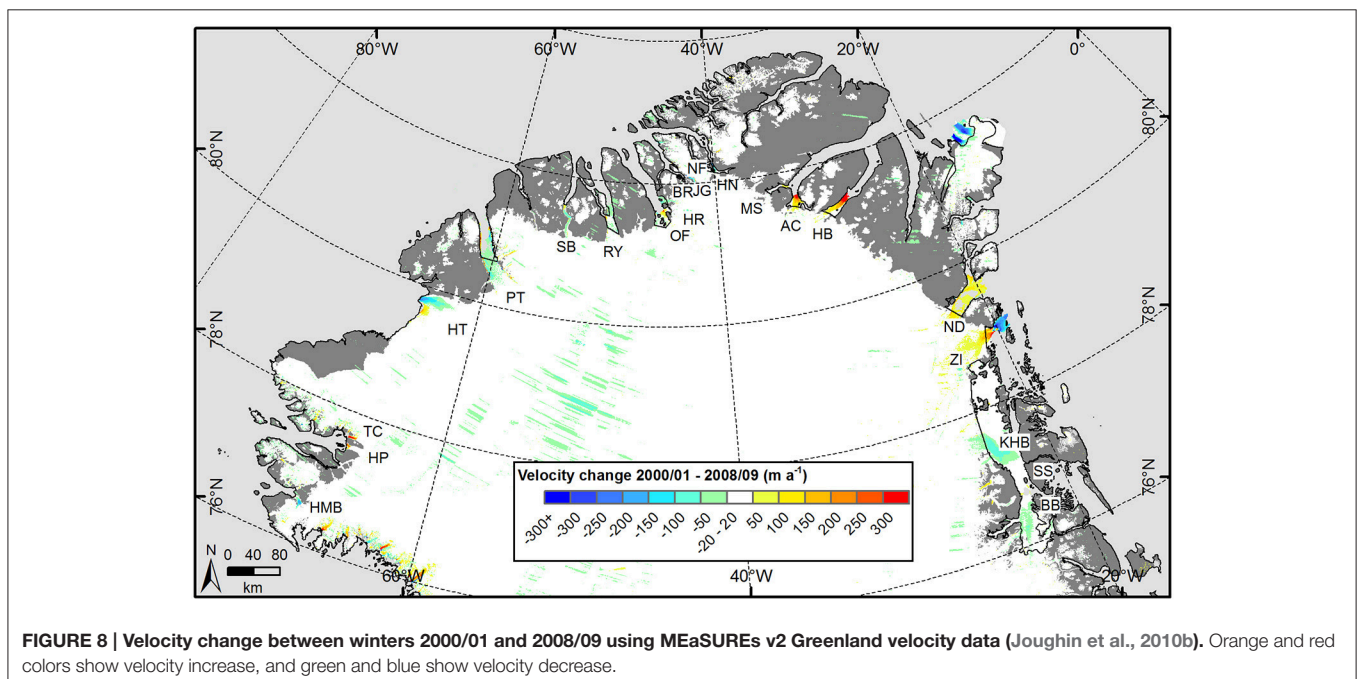 80°W
60°W
40°W
20°W
0°
80°N
80°N
NF
BRJG
HN
MS
HR
AC
SB
HB
OF
RY
PT
78°N
ND
HT
78°N
ZI
TC
KHB
HP
76°N
SS
Velocity change 2000/01 - 2008/09 (m a⁻¹)
76°N
HMB
BB
-300+
-300
-250
-200
-150
-100
-50
-20 - 20
50
100
150
200
250
300
N
0 40 80
km
60°W
40°W
20°W
FIGURE 8 | Velocity change between winters 2000/01 and 2008/09 using MEaSUREs v2 Greenland velocity data (Joughin et al., 2010b). Orange and red
colors show velocity increase, and green and blue show velocity decrease.